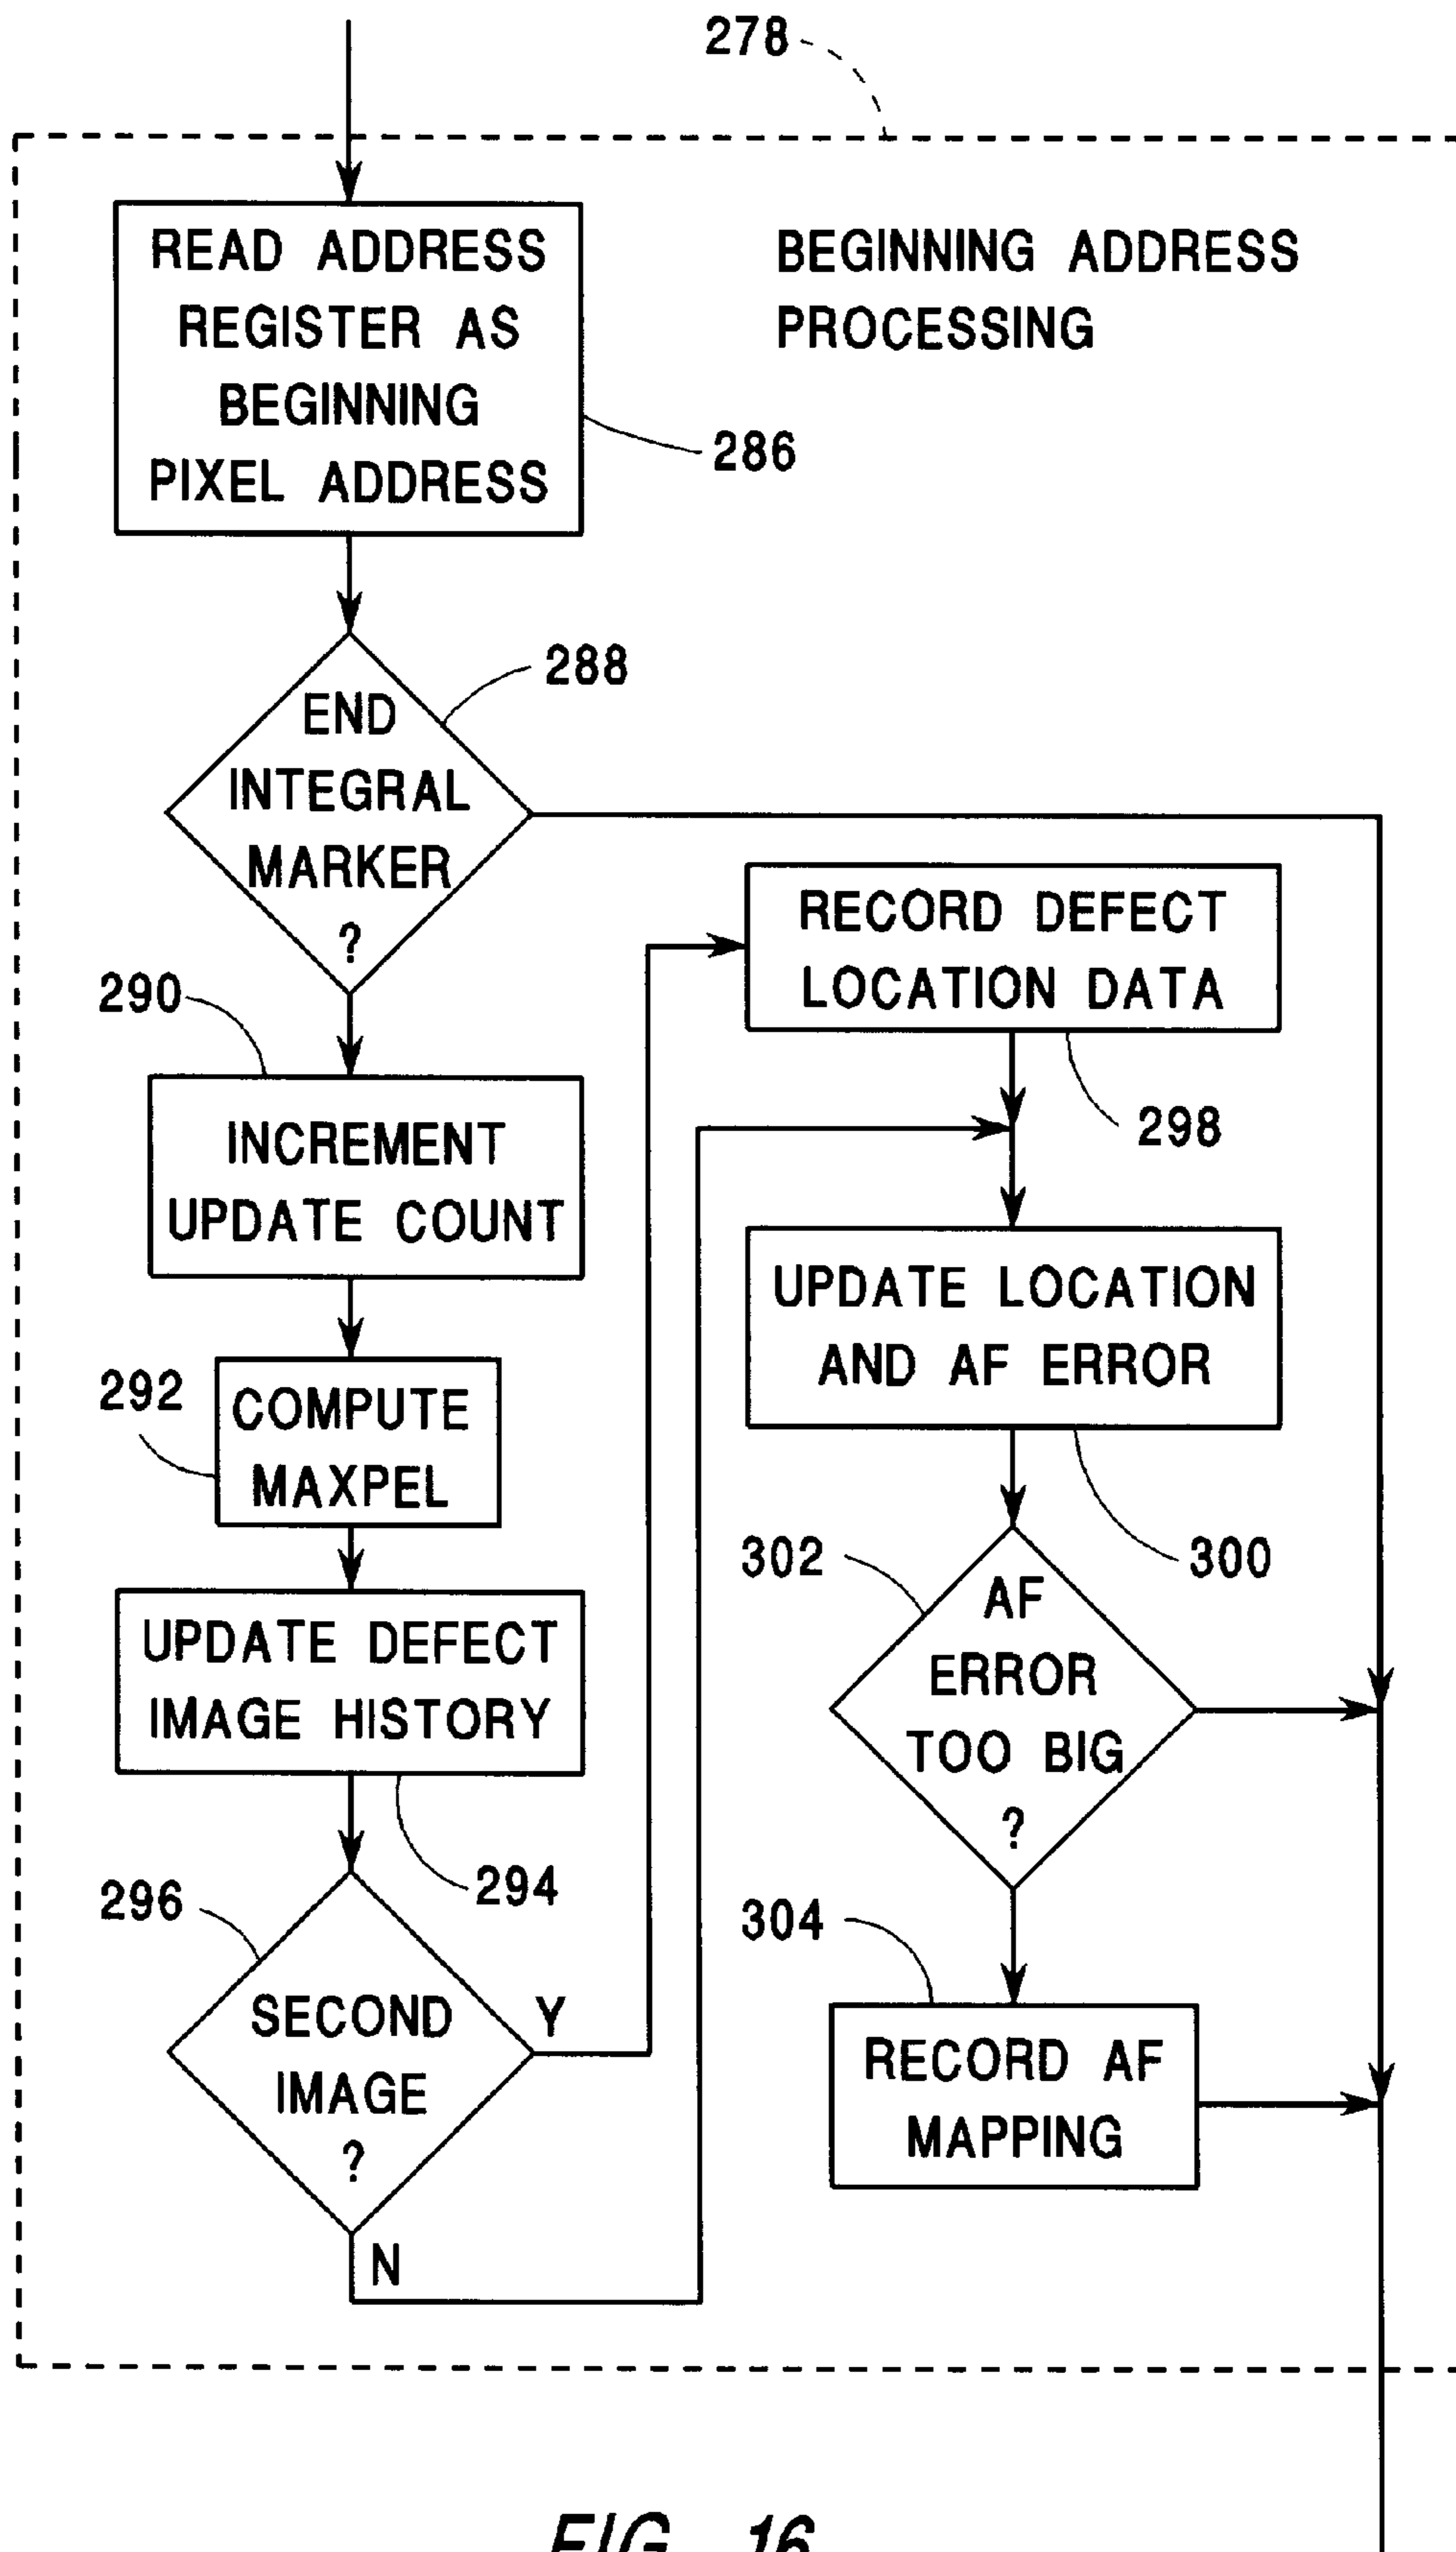 278
READ ADDRESS
REGISTER AS
BEGINNING
PIXEL ADDRESS
BEGINNING ADDRESS
PROCESSING
286
288
END
INTEGRAL
MARKER
?
290
INCREMENT
UPDATE COUNT
292
COMPUTE
MAXPEL
UPDATE DEFECT
IMAGE HISTORY
294
296
SECOND
IMAGE
?
Y
N
RECORD DEFECT
LOCATION DATA
298
UPDATE LOCATION
AND AF ERROR
300
302
AF
ERROR
TOO BIG
?
304
RECORD AF
MAPPING
FIG. 16